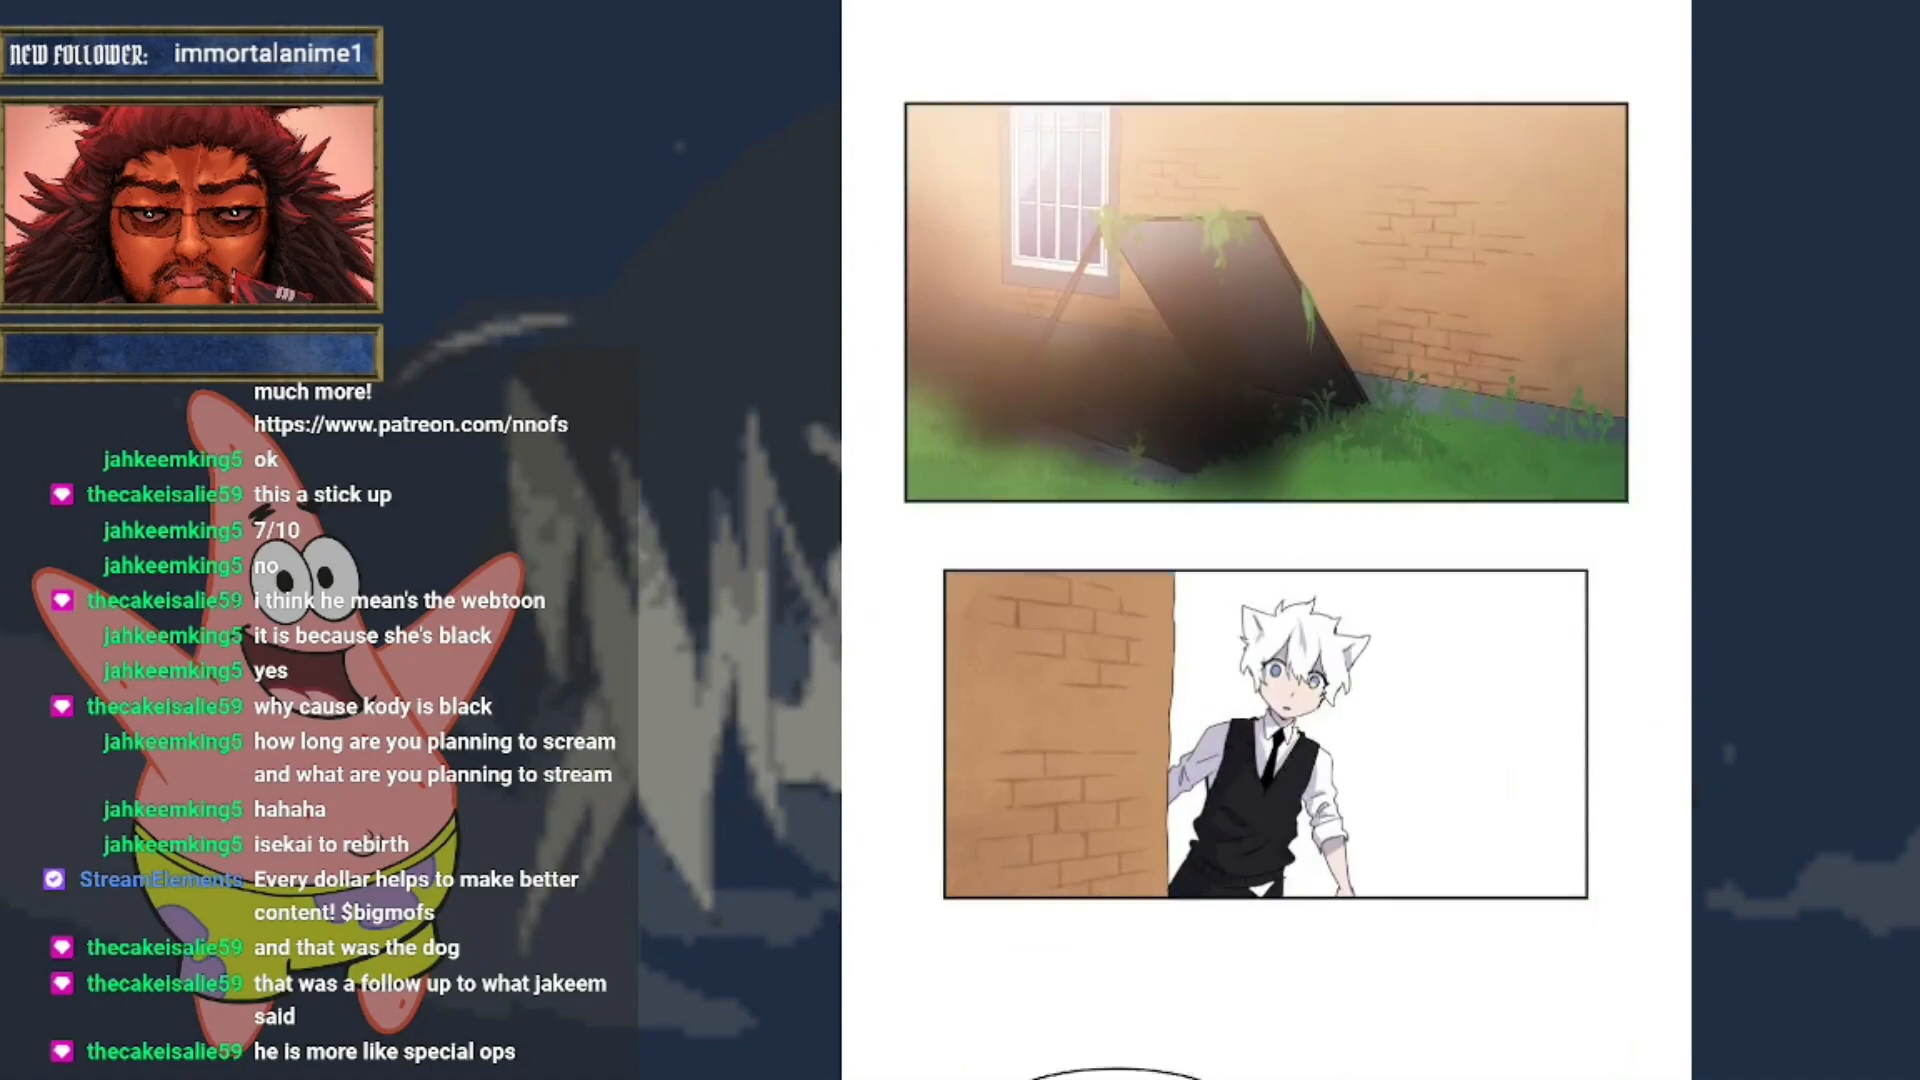 NEW FOLLOWER: immortalanime1
much more!
https://www.patreon.com/nnofs
jahkeemking5 ok
thecakeisalie59 this a stick up
jahkeemking5 7/10
jahkeemking5 no
thecakeisalie59 i think he mean's the webtoon
jahkeemking5 it is because she's black
jahkeemking5 yes
thecakeisalie59 why cause kody is black
jahkeemking5 how long are you planning to scream
and what are you planning to stream
jahkeemking5 hahaha
jahkeemking5 isekai to rebirth
StreamElements Every dollar helps to make better
content! $bigmofs
thecakeisalie59 and that was the dog
thecakeisalie59 that was a follow up to what jakeem
said
thecakeisalie59 he is more like special ops